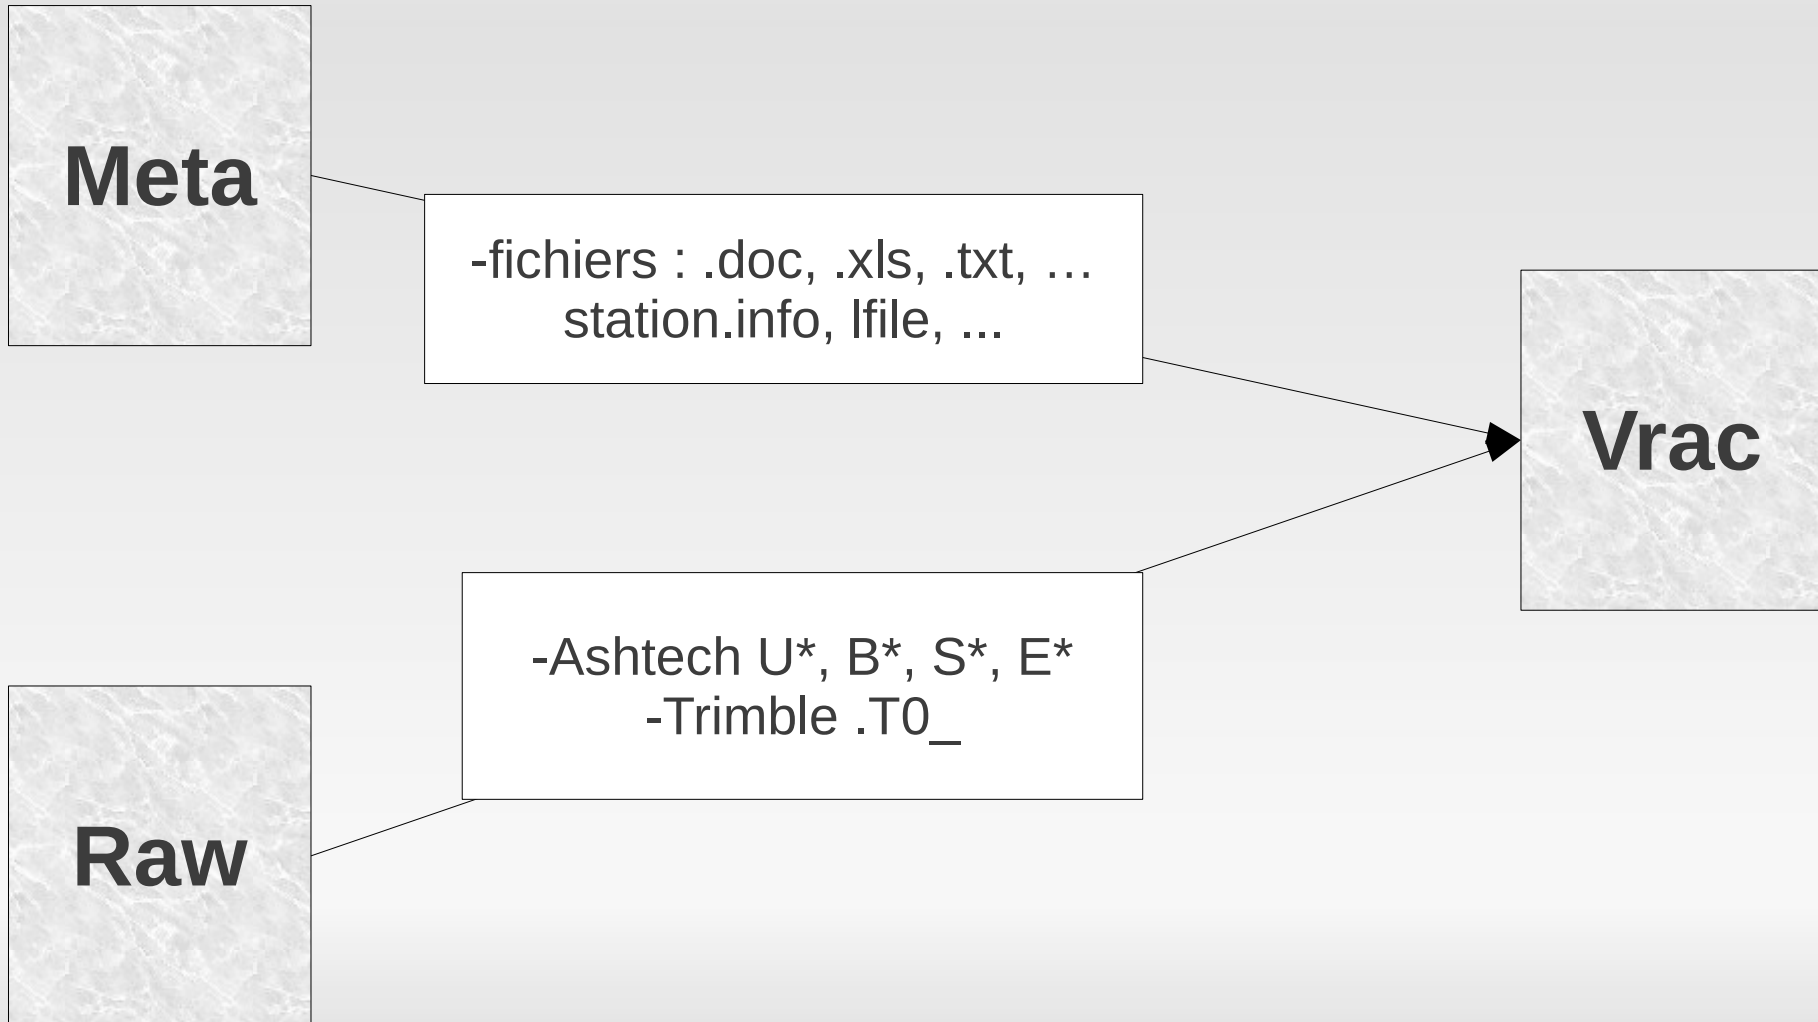 Meta
-fichiers : .doc, .xls, .txt, …
station.info, lfile, ...
Vrac
-Ashtech U*, B*, S*, E*
-Trimble .T0_
Raw